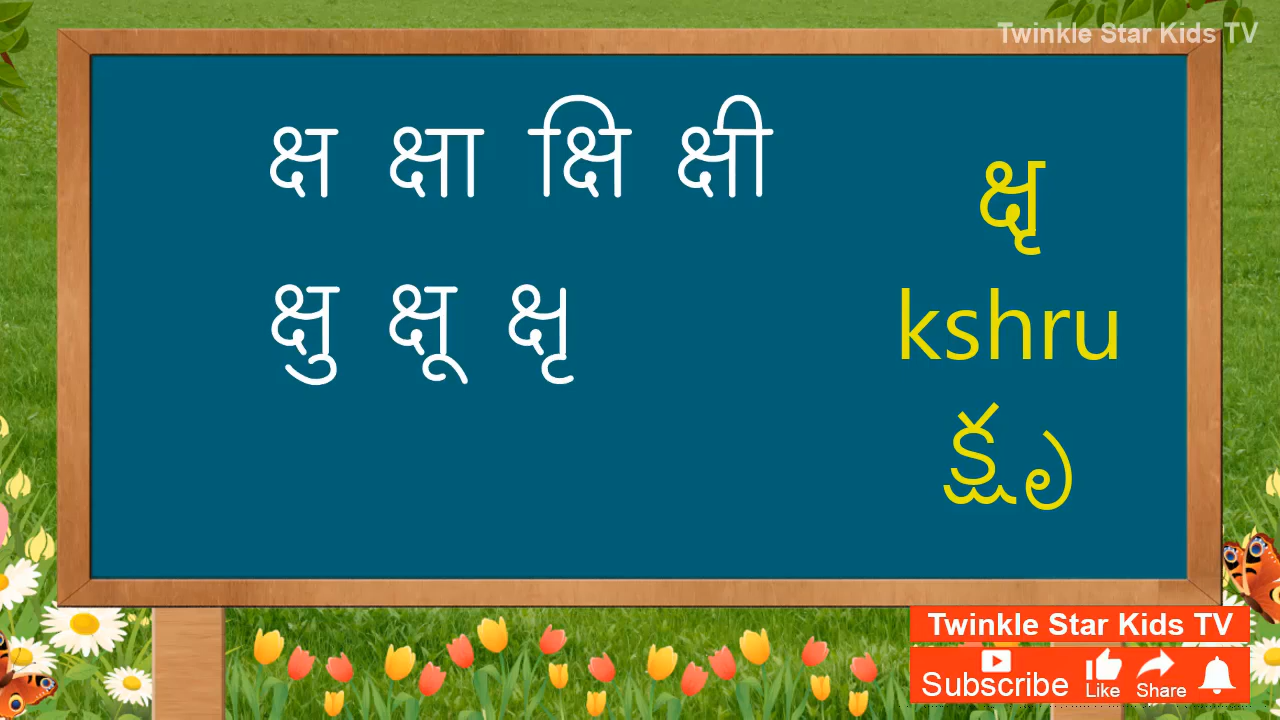 Twinkle Star Kids TV
क्ष क्षा क्षि क्षी
क्षु क्षू क्षृ
क्षृ
kshru
క్షృ
Twinkle Star Kids TV
Subscribe Like Share